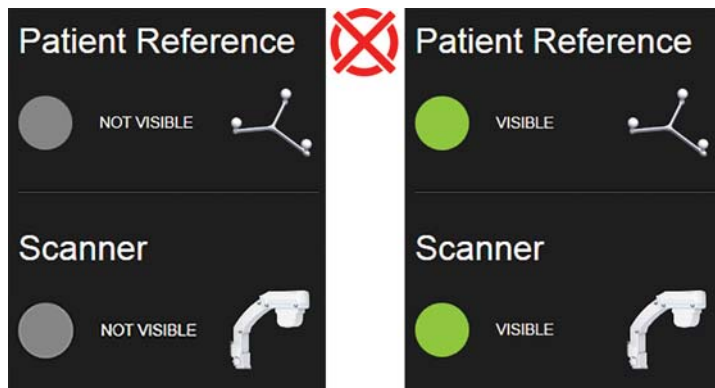 Patient Reference
NOT VISIBLE
Scanner
NOT VISIBLE
Patient Reference
VISIBLE
Scanner
VISIBLE